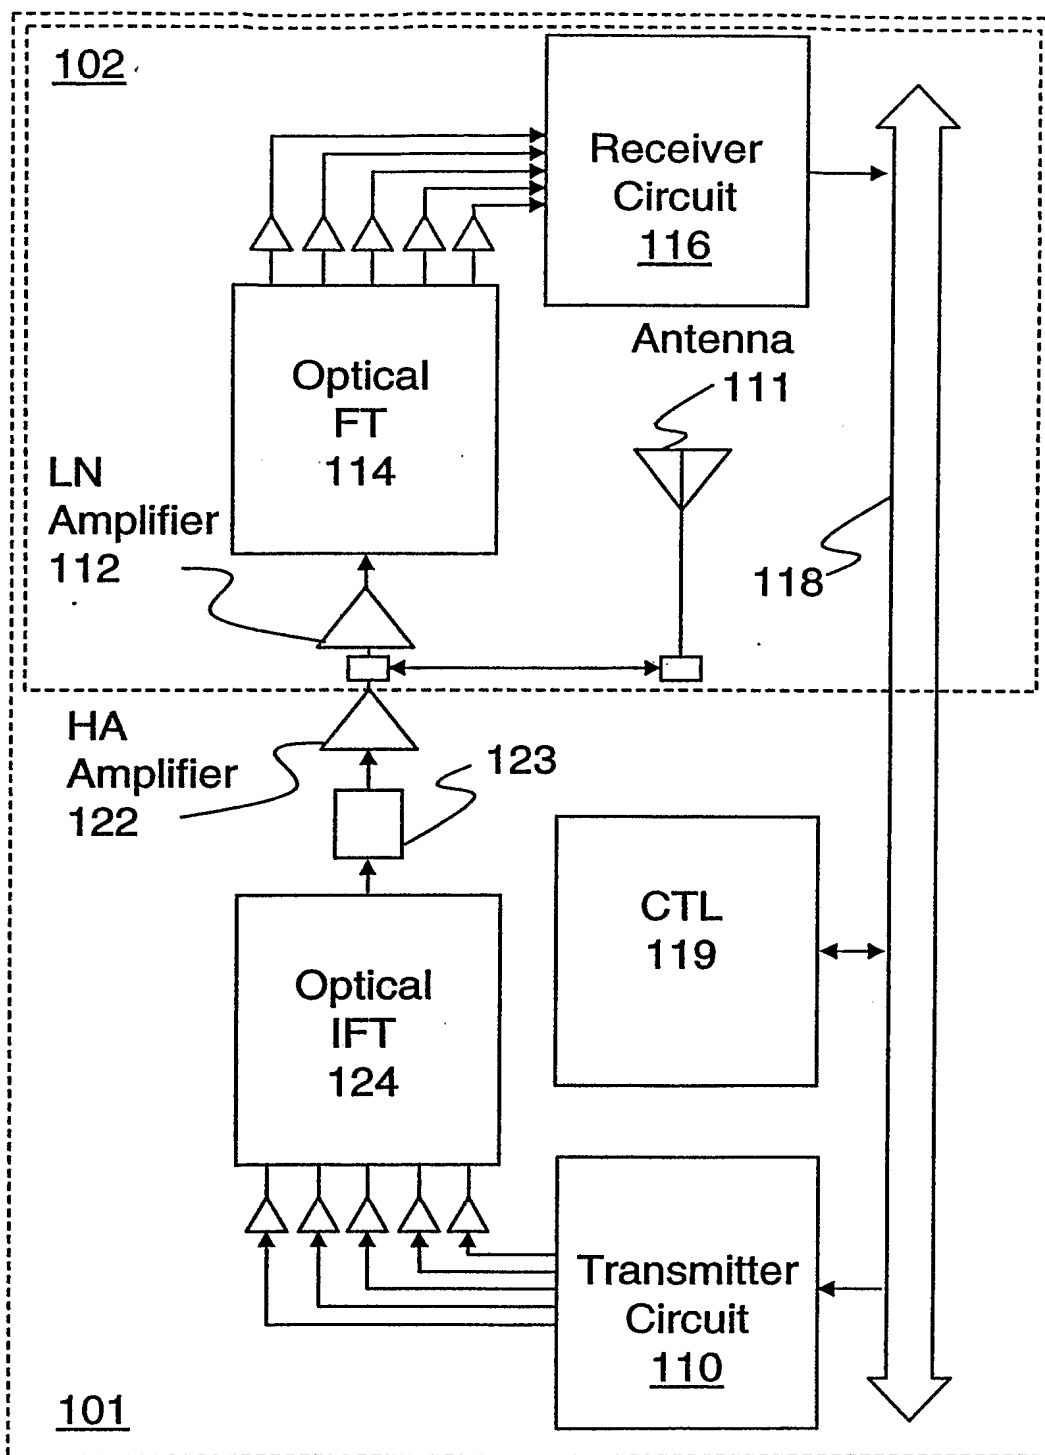 102
Receiver
Circuit
116
Antenna
111
Optical
FT
114
LN
Amplifier
112
118
HA
Amplifier
122
123
CTL
119
Optical
IFT
124
Transmitter
Circuit
110
101